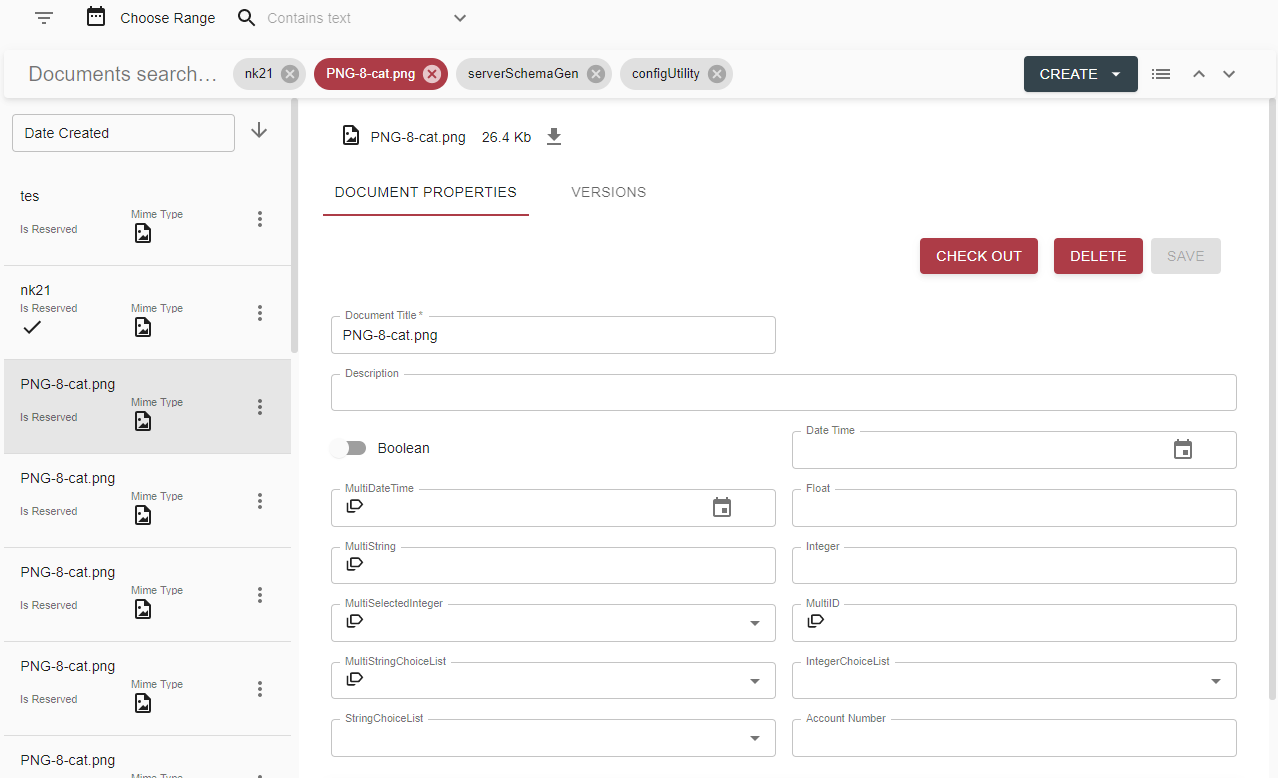 Choose Range
Contains text
Documents search…
nk21
PNG-8-cat.png
serverSchemaGen
configUtility
CREATE
Date Created
tes
Is Reserved
Mime Type
nk21
Is Reserved
Mime Type
PNG-8-cat.png
Is Reserved
Mime Type
PNG-8-cat.png
Is Reserved
Mime Type
PNG-8-cat.png
Is Reserved
Mime Type
PNG-8-cat.png
Is Reserved
Mime Type
PNG-8-cat.png
Mime Type
PNG-8-cat.png 26.4 Kb
DOCUMENT PROPERTIES
VERSIONS
CHECK OUT
DELETE
SAVE
Document Title *
PNG-8-cat.png
Description
Boolean
Date Time
MultiDateTime
Float
MultiString
Integer
MultiSelectedInteger
MultiID
MultiStringChoiceList
IntegerChoiceList
StringChoiceList
Account Number